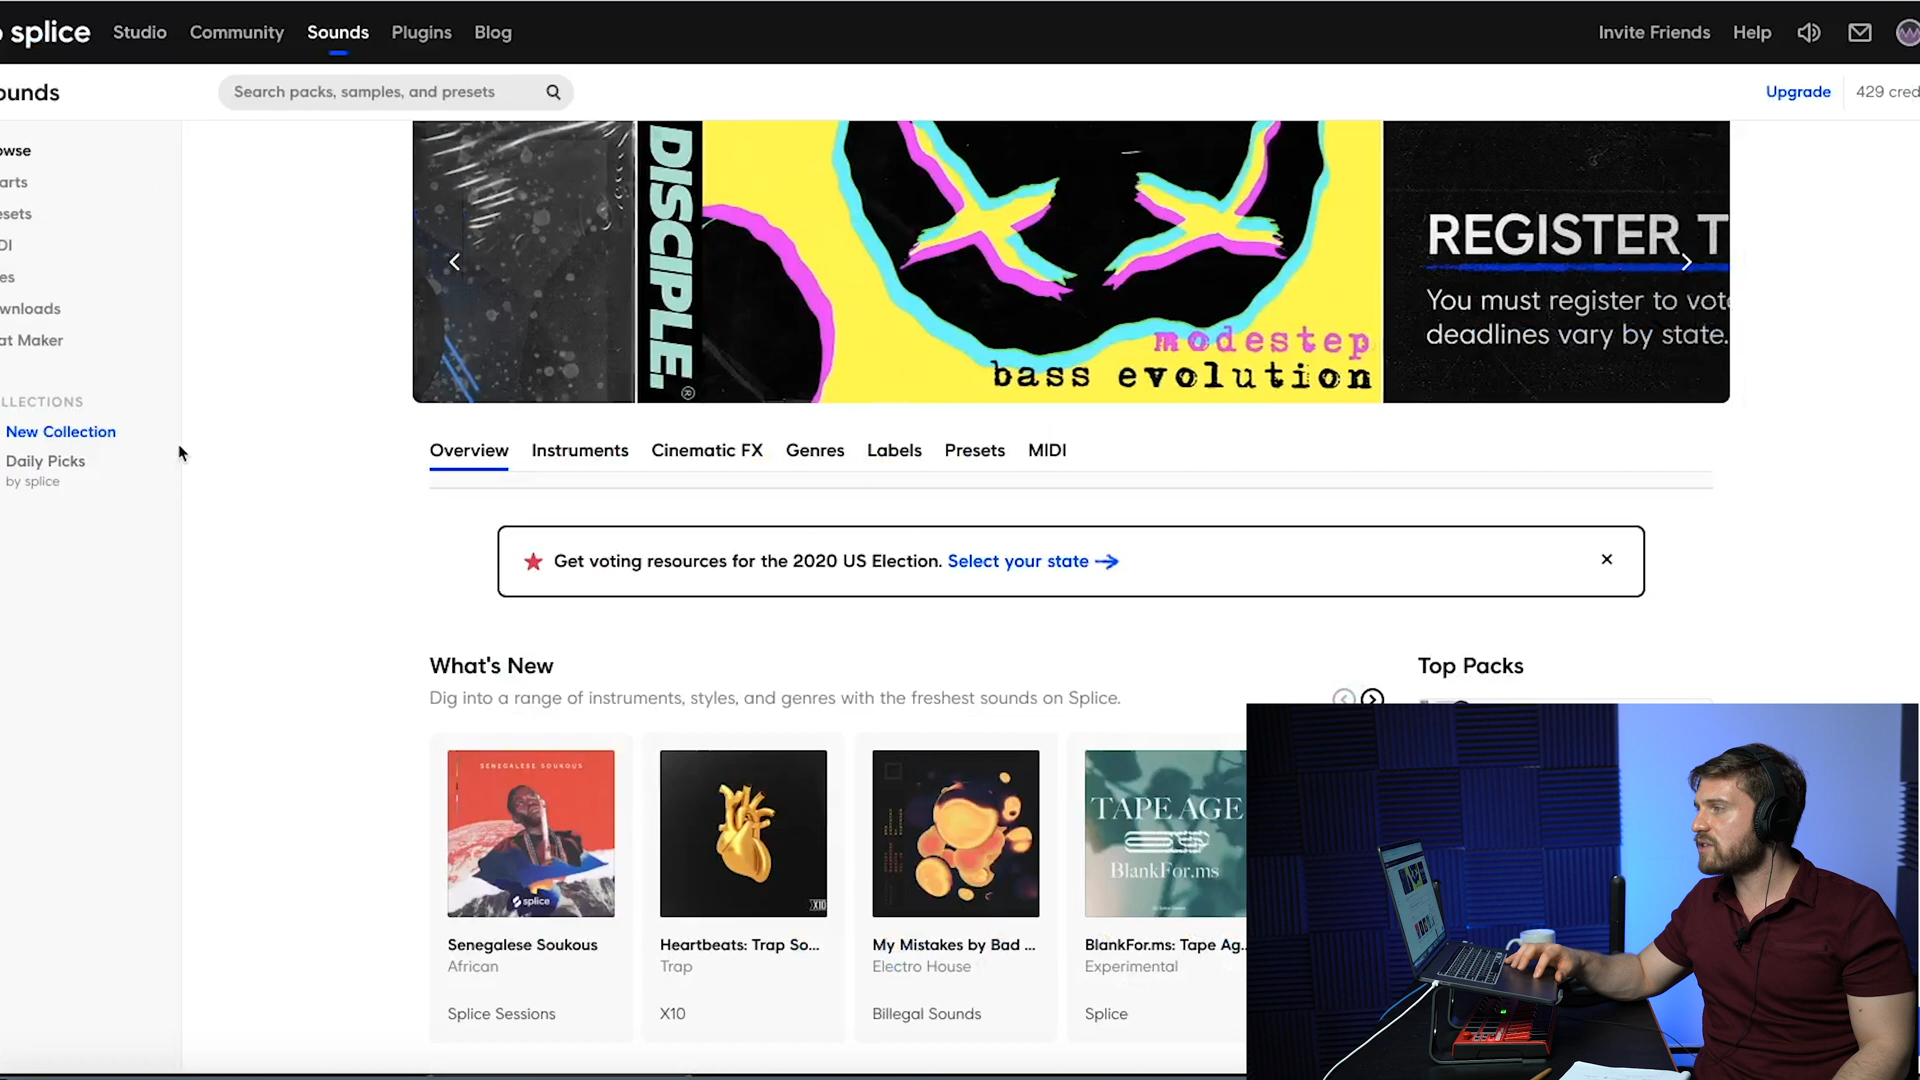 splice Studio Community Sounds Plugins Blog Invite Friends Help
ounds Search packs, samples, and presets Upgrade 429 cred
owse
arts
esets
DI
es
wnloads
at Maker
LLECTIONS
New Collection
Daily Picks
by splice
DISCIPLE.®
modestep
bass evolution
REGISTER T
You must register to vot
deadlines vary by state.
Overview Instruments Cinematic FX Genres Labels Presets MIDI
Get voting resources for the 2020 US Election. Select your state →
What's New
Dig into a range of instruments, styles, and genres with the freshest sounds on Splice.
Top Packs
SENEGALESE SOUKOUS
splice
X10
TAPE AGE
BlankFor.ms
Senegalese Soukous
African
Splice Sessions
Heartbeats: Trap So...
Trap
X10
My Mistakes by Bad ...
Electro House
Billegal Sounds
BlankFor.ms: Tape Ag..
Experimental
Splice